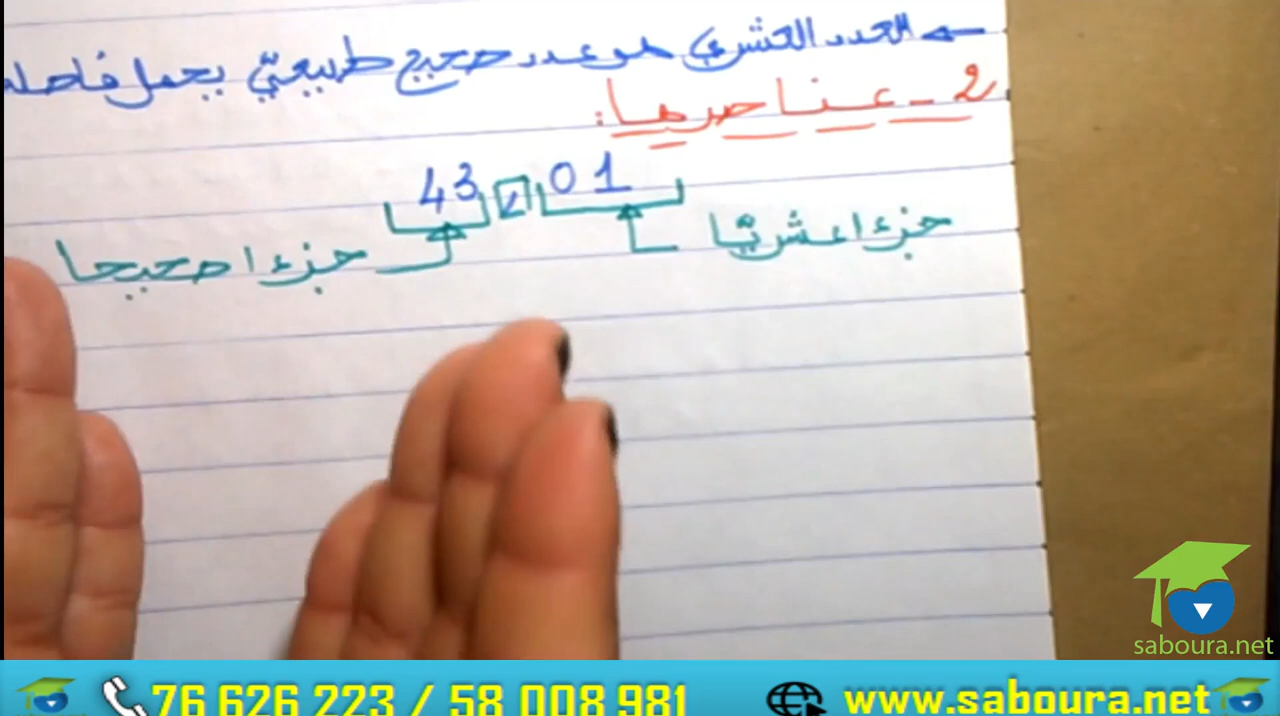 ← العدد العشري هو عدد صحيح طبيعيّ يحمل فاصلة
2 - عناصرها :
43,01
جزءا عشريّا
جزءا صحيحا
saboura.net
76 626 223 / 58 008 981
www.saboura.net